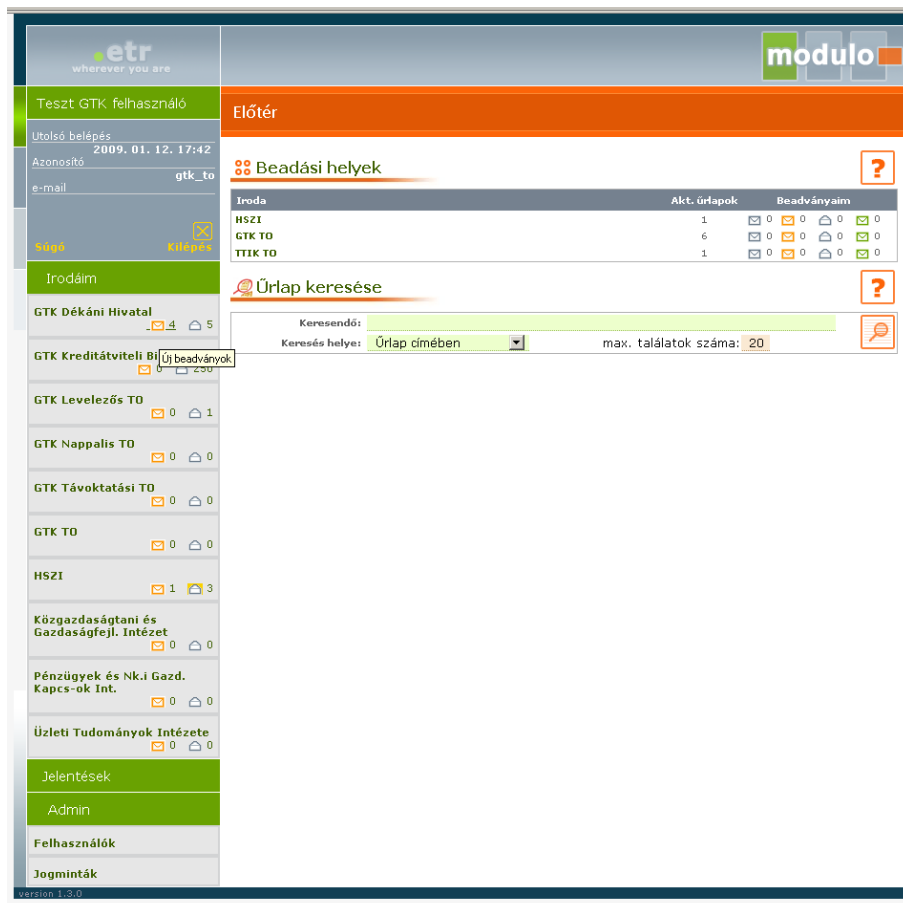 .etr
wherever you are
modulo
Teszt GTK felhasználó
Előtér
Utolsó belépés
2009. 01. 12. 17:42
Azonosító
gtk_to
e-mail
Súgó Kilépés
Beadási helyek ?
Iroda Akt. ürlapok Beadványaim
HSZI 1 0 0 0 0
GTK TO 6 0 0 0 0
TTIK TO 1 0 0 0 0
Űrlap keresése ?
Keresendő:
Keresés helye: Űrlap címében max. találatok száma: 20
Irodáim
GTK Dékáni Hivatal
4 5
GTK Kreditátviteli Bi
Új beadványok
0 250
GTK Levelezős TO
0 1
GTK Nappalis TO
0 0
GTK Távoktatási TO
0 0
GTK TO
0 0
HSZI
1 3
Közgazdaságtani és
Gazdaságfejl. Intézet
0 0
Pénzügyek és Nk.i Gazd.
Kapcs-ok Int.
0 0
Üzleti Tudományok Intézete
0 0
Jelentések
Admin
Felhasználók
Jogminták
version 1.3.0